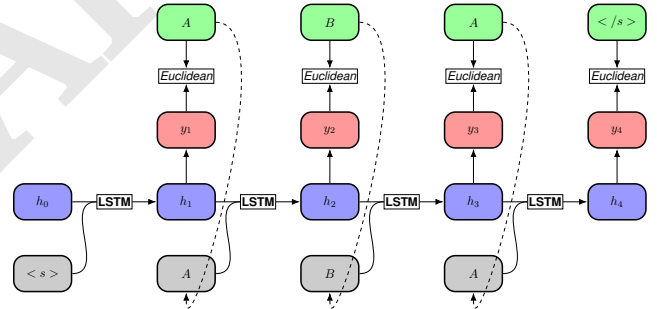 A B A </s>
Euclidean Euclidean Euclidean Euclidean
y₁ y₂ y₃ y₄
h₀ LSTM h₁ LSTM h₂ LSTM h₃ LSTM h₄
<s> A B A